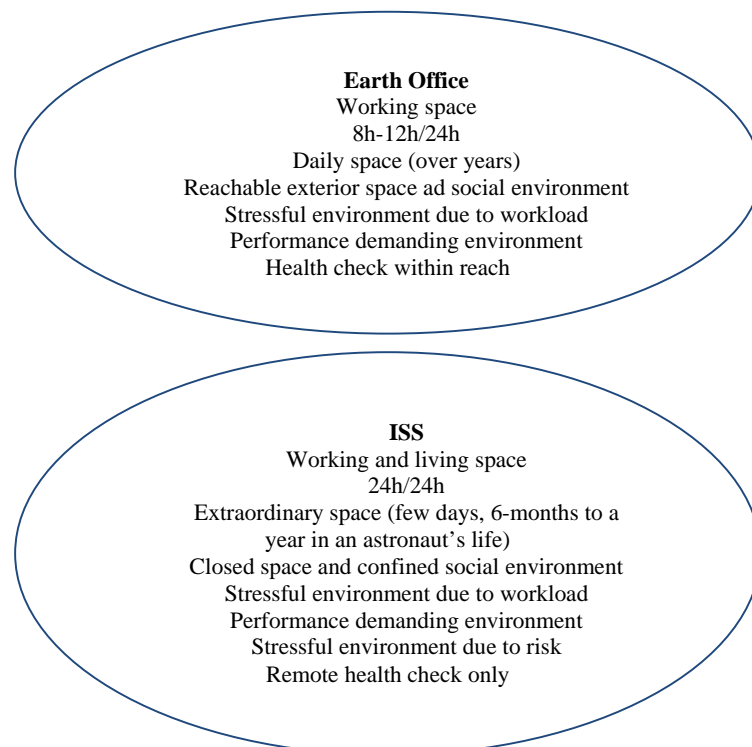 Earth Office
Working space
8h-12h/24h
Daily space (over years)
Reachable exterior space ad social environment
Stressful environment due to workload
Performance demanding environment
Health check within reach
ISS
Working and living space
24h/24h
Extraordinary space (few days, 6-months to a
year in an astronaut’s life)
Closed space and confined social environment
Stressful environment due to workload
Performance demanding environment
Stressful environment due to risk
Remote health check only